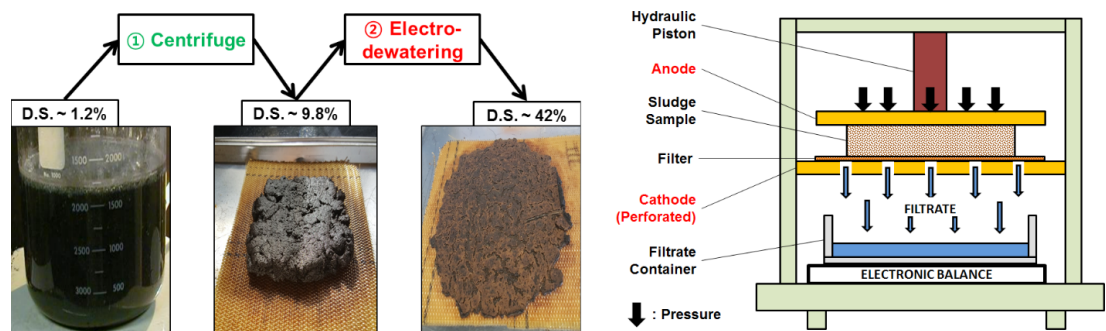 ① Centrifuge
② Electro-
dewatering
D.S. ~ 1.2%
D.S. ~ 9.8%
D.S. ~ 42%
1500
2000
2000
1500
2500
1000
3000
500
Hydraulic
Piston
Anode
Sludge
Sample
Filter
Cathode
(Perforated)
Filtrate
Container
FILTRATE
ELECTRONIC BALANCE
: Pressure